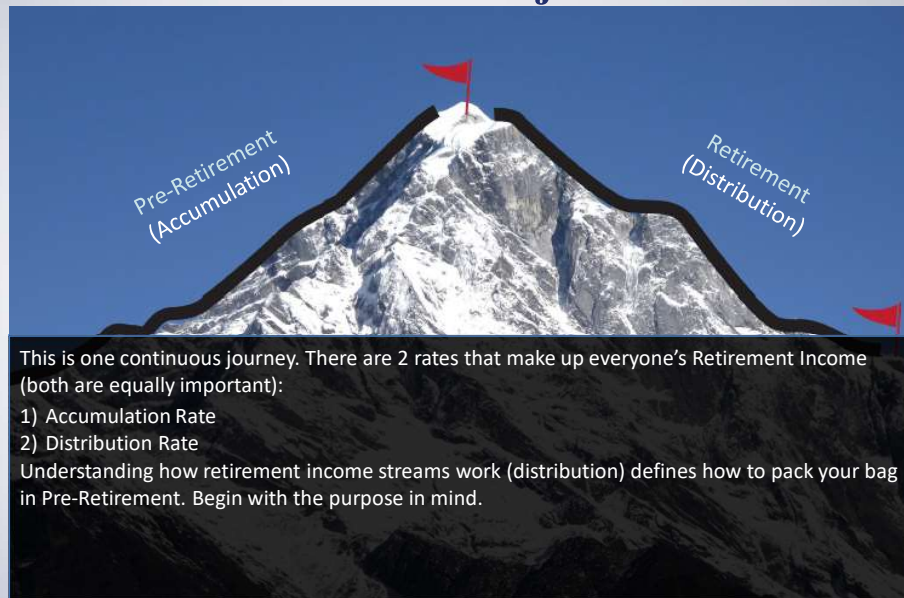 Pre-Retirement
(Accumulation)
Retirement
(Distribution)
This is one continuous journey. There are 2 rates that make up everyone's Retirement Income
(both are equally important):
1) Accumulation Rate
2) Distribution Rate
Understanding how retirement income streams work (distribution) defines how to pack your bag
in Pre-Retirement. Begin with the purpose in mind.